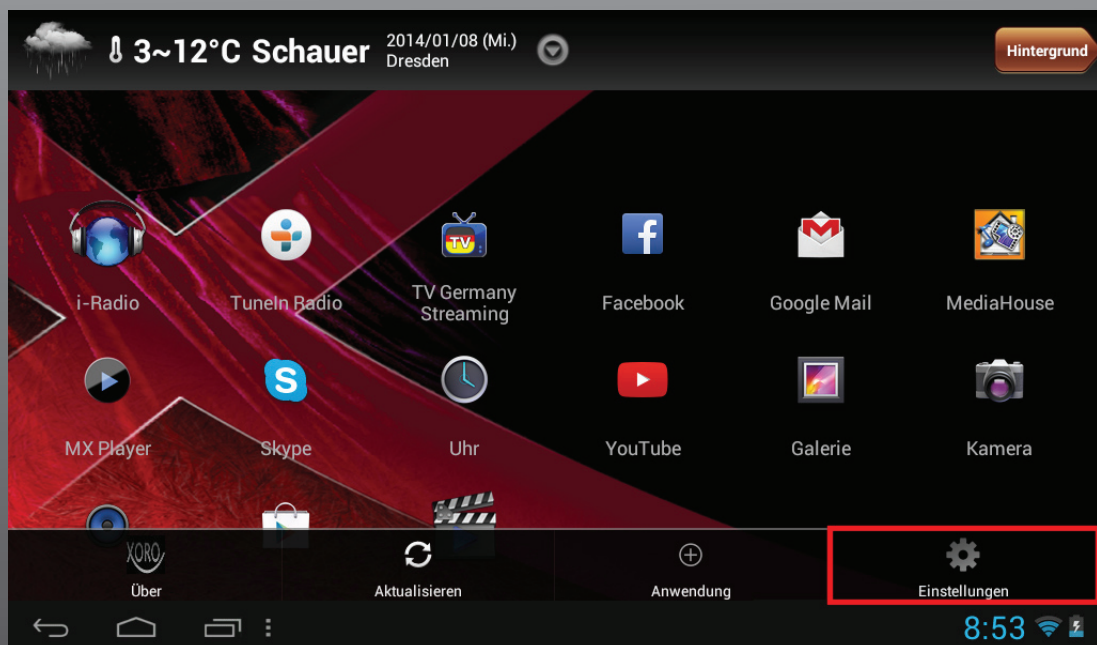 3~12°C Schauer
2014/01/08 (Mi.)
Dresden
Hintergrund
TV
f
S
i-Radio
TuneIn Radio
TV Germany
Streaming
Facebook
Google Mail
MediaHouse
MX Player
Skype
Uhr
YouTube
Galerie
Kamera
XORO
Über
Aktualisieren
Anwendung
Einstellungen
8:53